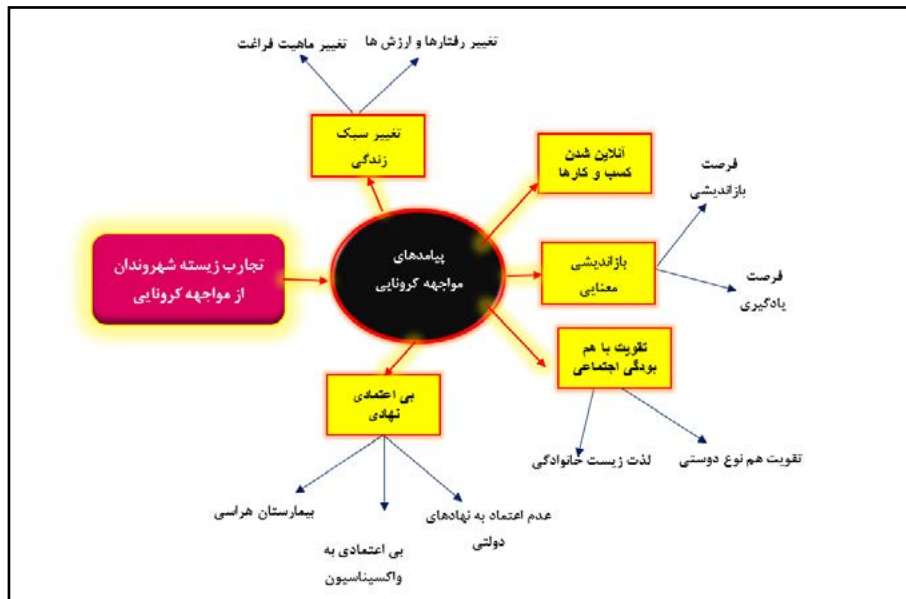 تغییر رفتارها و ارزش ها
تغییر ماهیت فراغت
تغییر سبک
زندگی
آنلاین شدن
کسب و کارها
فرصت
بازاندیشی
پیامدهای
مواجهه کرونایی
تجارب زیسته شهروندان
از مواجهه کرونایی
بازاندیشی
معنایی
فرصت
یادگیری
تقویت با هم
بودگی اجتماعی
بی اعتمادی
نهادی
تقویت هم نوع دوستی
لذت زیست خانوادگی
عدم اعتماد به نهادهای
دولتی
بی اعتمادی به
واکسیناسیون
بیمارستان هراسی